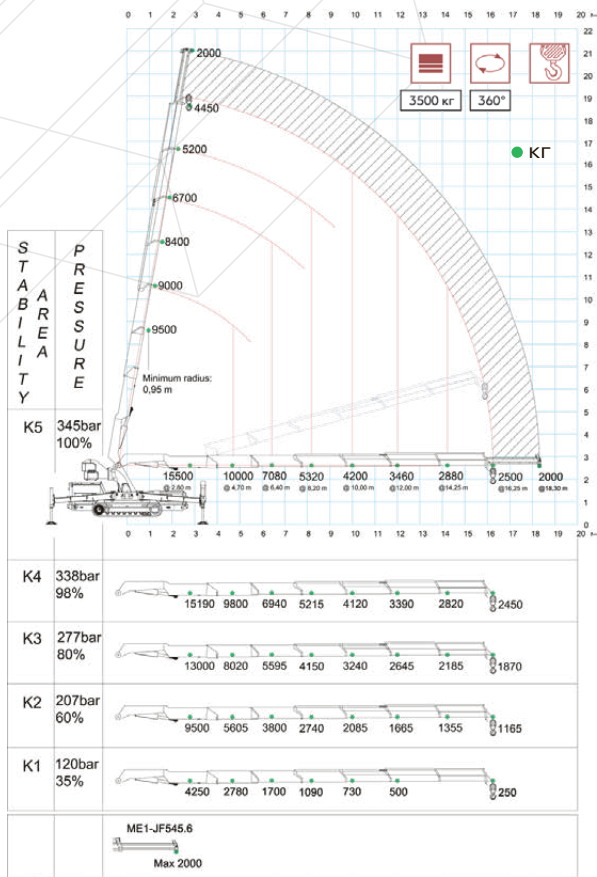 0 1 2 3 4 5 6 7 8 9 10 11 12 13 14 15 16 17 18 19 20
22
21
20
19
18
17
16
15
14
13
12
11
10
9
8
7
6
5
4
3
2
1
0
3500 кг
360°
КГ
2000
4450
5200
6700
8400
9000
9500
Minimum radius:
0,95 m
STABILITY
AREA
PRESSURE
K5 345bar
100%
15500 10000 7080 5320 4200 3460 2880 2500 2000
@ 2,80 m @ 4,70 m @ 6,40 m @ 8,20 m @ 10,00 m @12,00 m @14,25 m @16,25 m @18,30 m
0 1 2 3 4 5 6 7 8 9 10 11 12 13 14 15 16 17 18 19 20
K4 338bar
98%
15190 9800 6940 5215 4120 3390 2820 2450
K3 277bar
80%
13000 8020 5595 4150 3240 2645 2185 1870
K2 207bar
60%
9500 5605 3800 2740 2085 1665 1355 1165
K1 120bar
35%
4250 2780 1700 1090 730 500 250
ME1-JF545.6
Max 2000